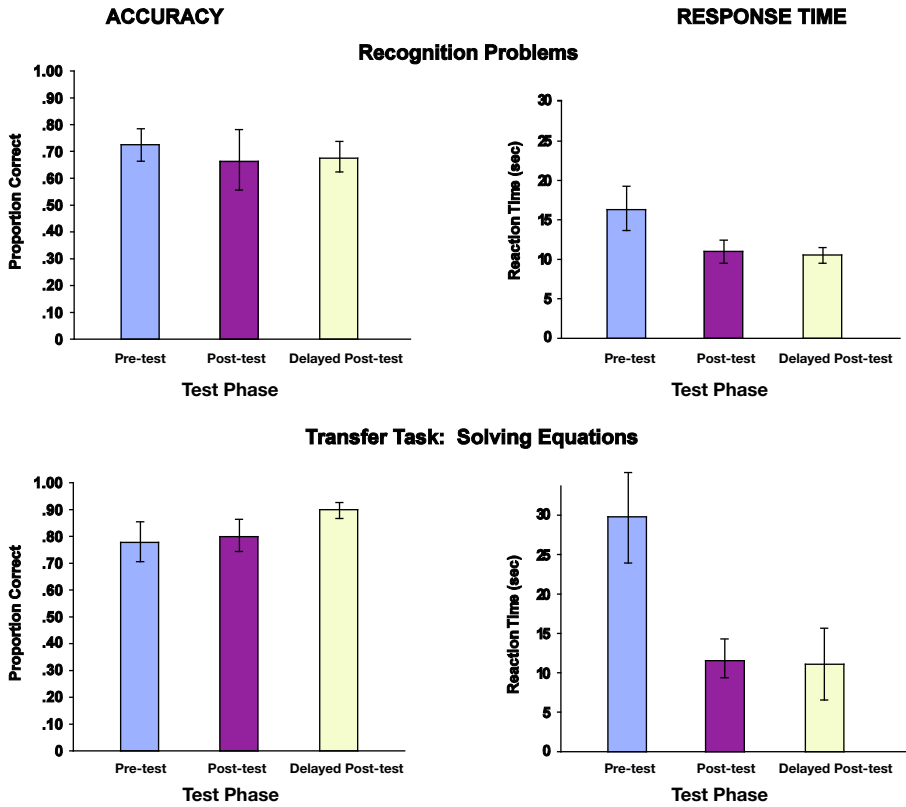 ACCURACY
RESPONSE TIME
Recognition Problems
Proportion Correct
1.00
.90
.80
.70
.60
.50
.40
.30
.20
.10
0
Pre-test Post-test Delayed Post-test
Test Phase
Reaction Time (sec)
30
25
20
15
10
5
0
Pre-test Post-test Delayed Post-test
Test Phase
Transfer Task: Solving Equations
Proportion Correct
1.00
.90
.80
.70
.60
.50
.40
.30
.20
.10
0
Pre-test Post-test Delayed Post-test
Test Phase
Reaction Time (sec)
30
25
30
15
10
5
0
Pre-test Post-test Delayed Post-test
Test Phase